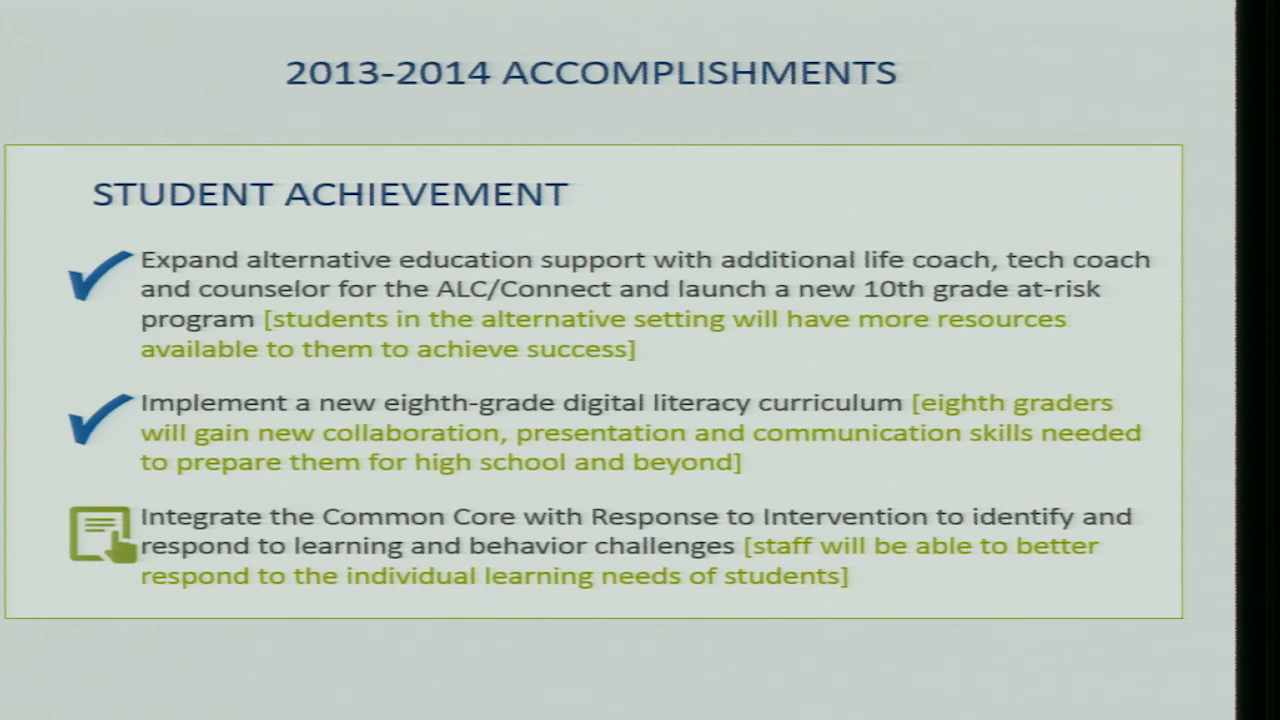 2013-2014 ACCOMPLISHMENTS
STUDENT ACHIEVEMENT
Expand alternative education support with additional life coach, tech coach
and counselor for the ALC/Connect and launch a new 10th grade at-risk
program [students in the alternative setting will have more resources
available to them to achieve success]
Implement a new eighth-grade digital literacy curriculum [eighth graders
will gain new collaboration, presentation and communication skills needed
to prepare them for high school and beyond]
Integrate the Common Core with Response to Intervention to identify and
respond to learning and behavior challenges [staff will be able to better
respond to the individual learning needs of students]